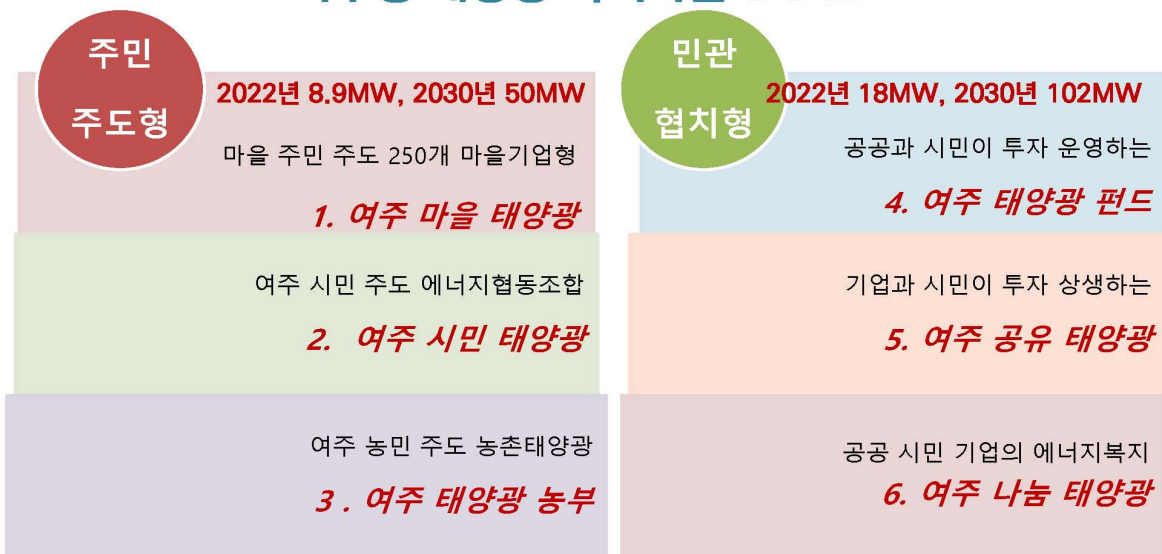 주민
주도형
2022년 8.9MW, 2030년 50MW
마을 주민 주도 250개 마을기업형
1. 여주 마을 태양광
여주 시민 주도 에너지협동조합
2. 여주 시민 태양광
여주 농민 주도 농촌태양광
3 . 여주 태양광 농부
민관
협치형
2022년 18MW, 2030년 102MW
공공과 시민이 투자 운영하는
4. 여주 태양광 펀드
기업과 시민이 투자 상생하는
5. 여주 공유 태양광
공공 시민 기업의 에너지복지
6. 여주 나눔 태양광